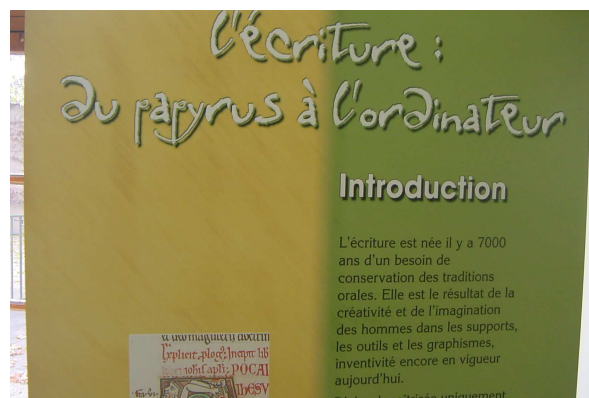 l'écriture :
du papyrus à l'ordinateur
Introduction
L'écriture est née il y a 7000
ans d'un besoin de
conservation des traditions
orales. Elle est le résultat de la
créativité et de l'imagination
des hommes dans les supports,
les outils et les graphismes,
inventivité encore en vigueur
aujourd'hui.
uniquement